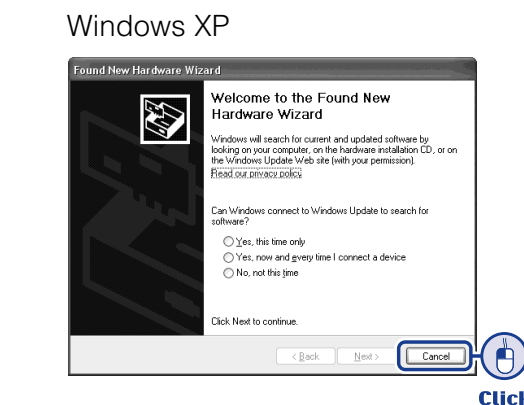 Windows XP
Found New Hardware Wizard
Welcome to the Found New
Hardware Wizard
Windows will search for current and updated software by
looking on your computer, on the hardware installation CD, or on
the Windows Update Web site (with your permission).
Read our privacy policy
Can Windows connect to Windows Update to search for
software?
Yes, this time only
Yes, now and every time I connect a device
No, not this time
Click Next to continue.
< Back Next > Cancel
Click